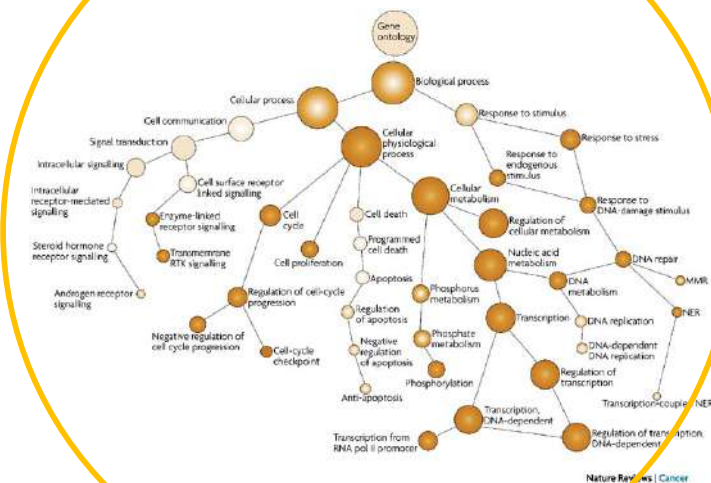 Gene
ontology
Biological process
Cellular process
Cell communication
Response to stimulus
Signal transduction
Cellular
physiological
process
Response to stress
Intracellular signalling
Response to
endogenous
stimulus
Cell surface receptor
linked signalling
Cellular
metabolism
Intracellular
receptor-mediated
signalling
Response to
DNA-damage stimulus
Enzyme-linked
receptor signalling
Cell
cycle
Cell death
Regulation of
cellular metabolism
Steroid hormone
receptor signalling
Transmemrane
RTK signalling
Cell proliferation
Programmed
cell death
Nucleic acid
metabolism
DNA repair
Androgen receptor
signalling
Regulation of cell-cycle
progression
Apoptosis
Phosphorus
metabolism
DNA
metabolism
MMR
Regulation
of apoptosis
Transcription
DNA replication
NER
Negative regulation of
cell cycle progression
Cell-cycle
checkpoint
Negative
regulation
of apoptosis
Phosphate
metabolism
DNA-dependent
DNA replication
Anti-apoptosis
Phosphorylation
Regulation of
transcription
Transcription-coupled NER
Transcription,
DNA-dependent
Transcription from
RNA pol II promoter
Regulation of transcription,
DNA-dependent
Nature Reviews | Cancer